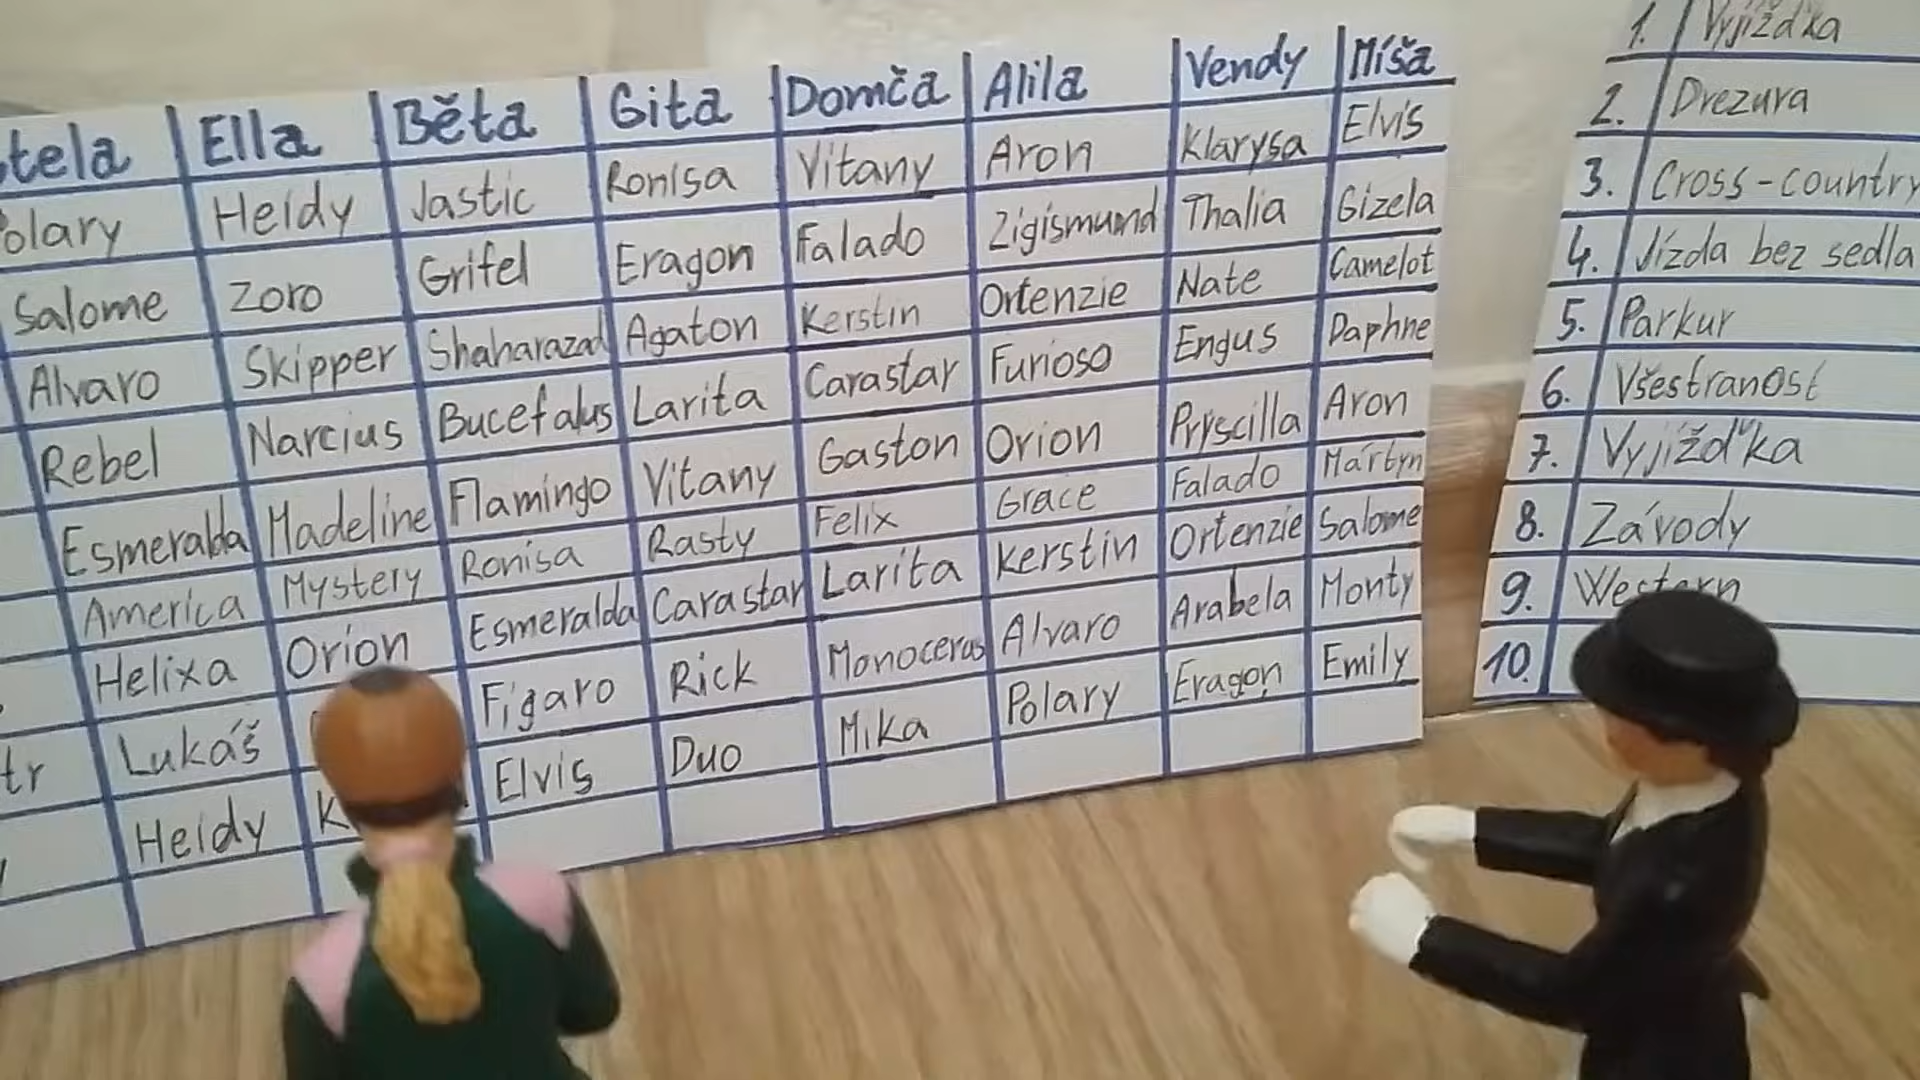 Ella Běta Gita Domča Alila Vendy Míša
Heidy Jastic Ronisa Vitany Aron Klarysa Elvis
Salome Zoro Grifel Eragon Falado Zigismund Thalia Gizela
Alvaro Skipper Shaharazad Agaton Kerstin Ortenzie Nate Camelot
Rebel Narcius Bucefalus Larita Carastar Furioso Engus Daphne
Esmeralda Madeline Flamingo Vitany Gaston Orion Pryscilla Aron
America Mystery Ronisa Rasty Felix Grace Falado Mártyn
Helixa Orion Esmeralda Carastar Larita Kerstin Ortenzie Salome
Lukáš Figaro Rick Monoceros Alvaro Arabela Monty
Heidy Elvis Duo Mika Polary Eragon Emily
1. Vyjížďka
2. Drezura
3. Cross-country
4. Jízda bez sedla
5. Parkur
6. Všestrannost
7. Vyjížďka
8. Závody
9. Western
10.